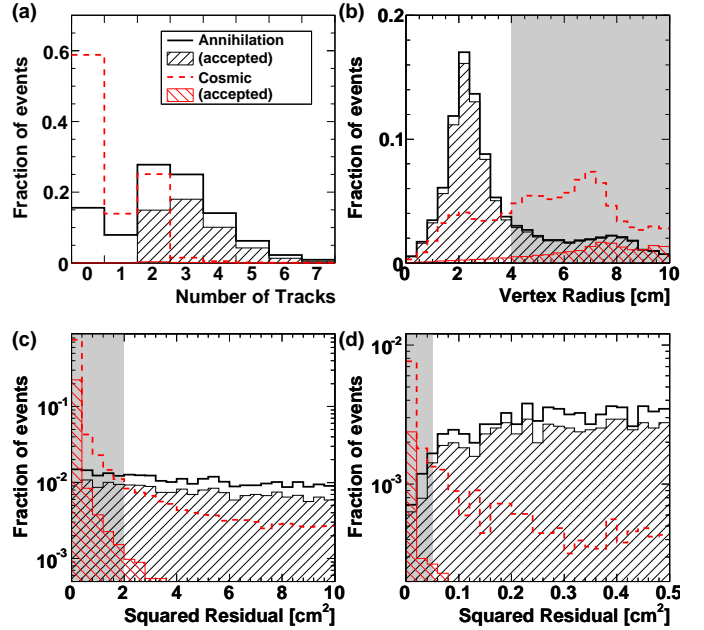 (a)
Fraction of events
0.6
0.4
0.2
0
0 1 2 3 4 5 6 7
Number of Tracks
Annihilation
(accepted)
Cosmic
(accepted)
(b)
Fraction of events
0.2
0.1
0
0 2 4 6 8 10
Vertex Radius [cm]
(c)
Fraction of events
10⁻¹
10⁻²
10⁻³
0 2 4 6 8 10
Squared Residual [cm²]
(d)
Fraction of events
10⁻²
10⁻³
0.0 0.1 0.2 0.3 0.4 0.5
Squared Residual [cm²]